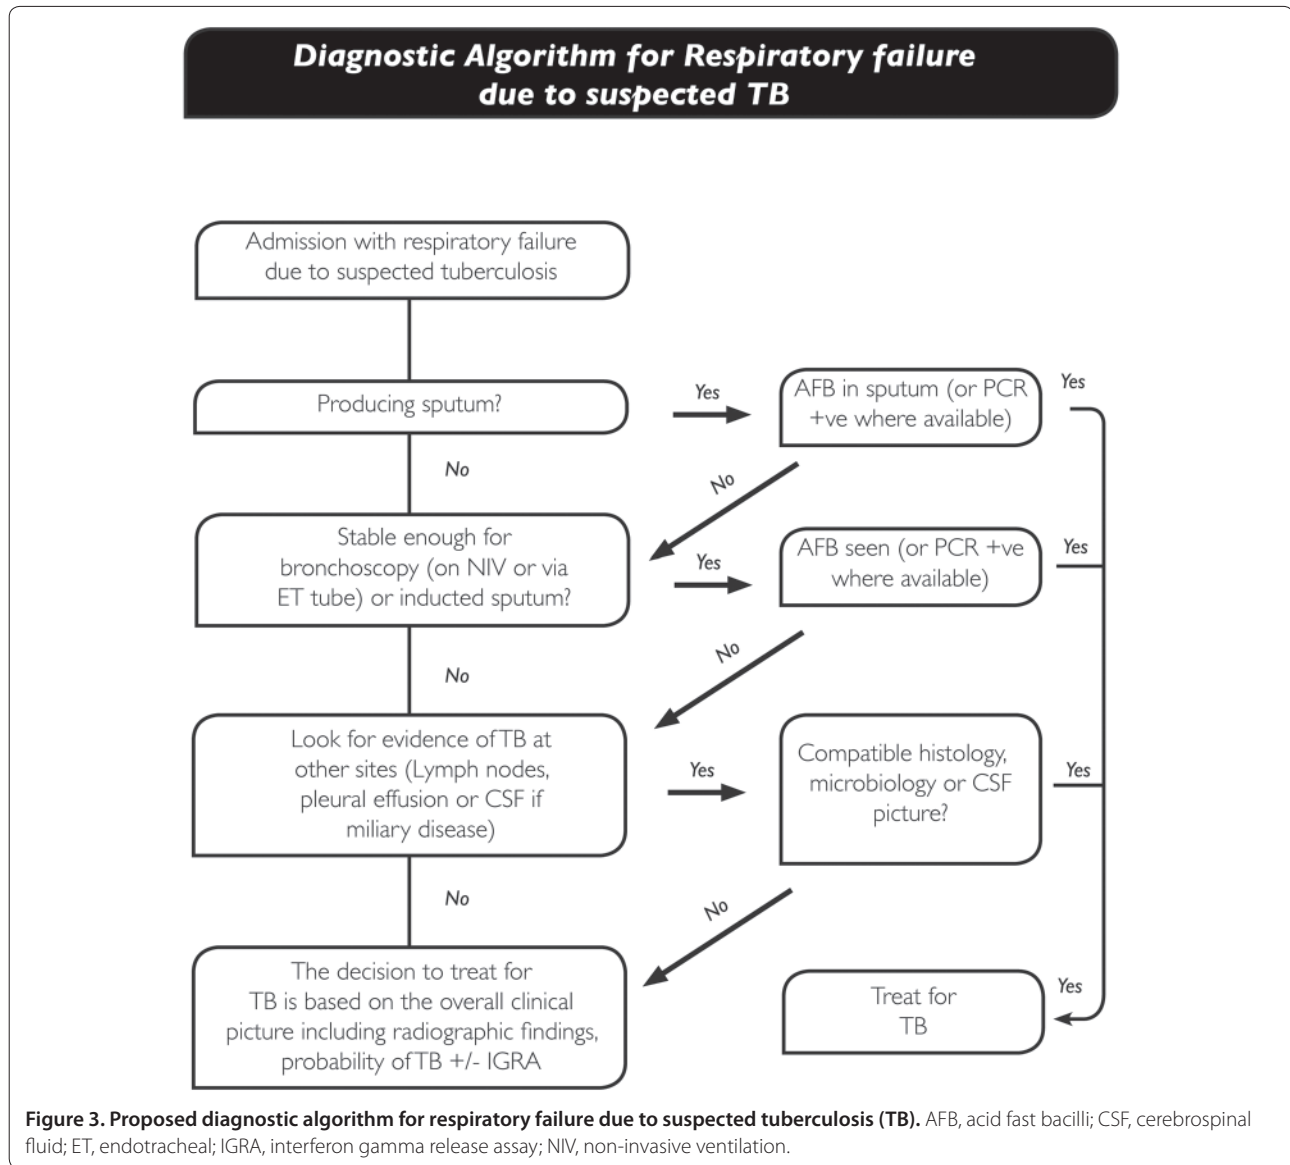 Diagnostic Algorithm for Respiratory failure
due to suspected TB
Admission with respiratory failure
due to suspected tuberculosis
Producing sputum?
Yes
AFB in sputum (or PCR
+ve where available)
Yes
No
No
Stable enough for
bronchoscopy (on NIV or via
ET tube) or inducted sputum?
Yes
AFB seen (or PCR +ve
where available)
Yes
No
No
Look for evidence of TB at
other sites (Lymph nodes,
pleural effusion or CSF if
miliary disease)
Yes
Compatible histology,
microbiology or CSF
picture?
Yes
No
No
The decision to treat for
TB is based on the overall clinical
picture including radiographic findings,
probability of TB +/- IGRA
Treat for
TB
Yes
Figure 3. Proposed diagnostic algorithm for respiratory failure due to suspected tuberculosis (TB). AFB, acid fast bacilli; CSF, cerebrospinal
fluid; ET, endotracheal; IGRA, interferon gamma release assay; NIV, non-invasive ventilation.